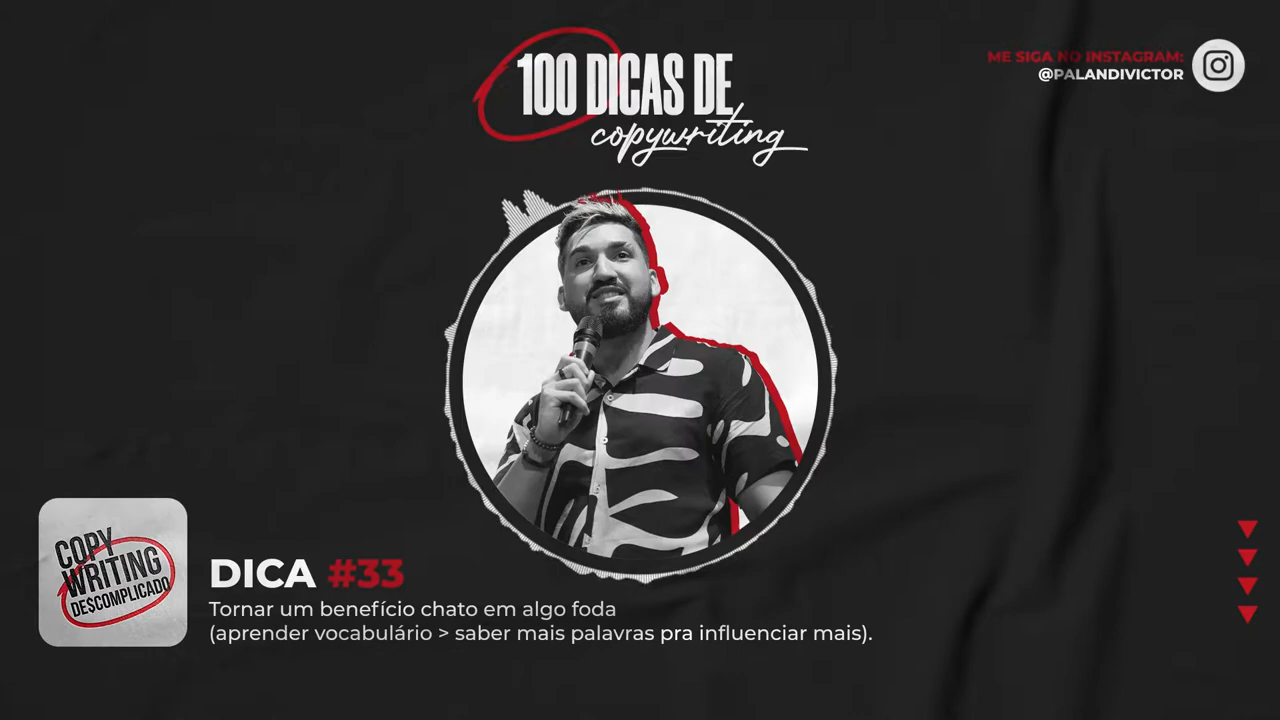 100 DICAS DE
copywriting
ME SIGA NO INSTAGRAM:
@PALANDIVICTOR
COPY
WRITING
DESCOMPLICADO
DICA #33
Tornar um benefício chato em algo foda
(aprender vocabulário > saber mais palavras pra influenciar mais).